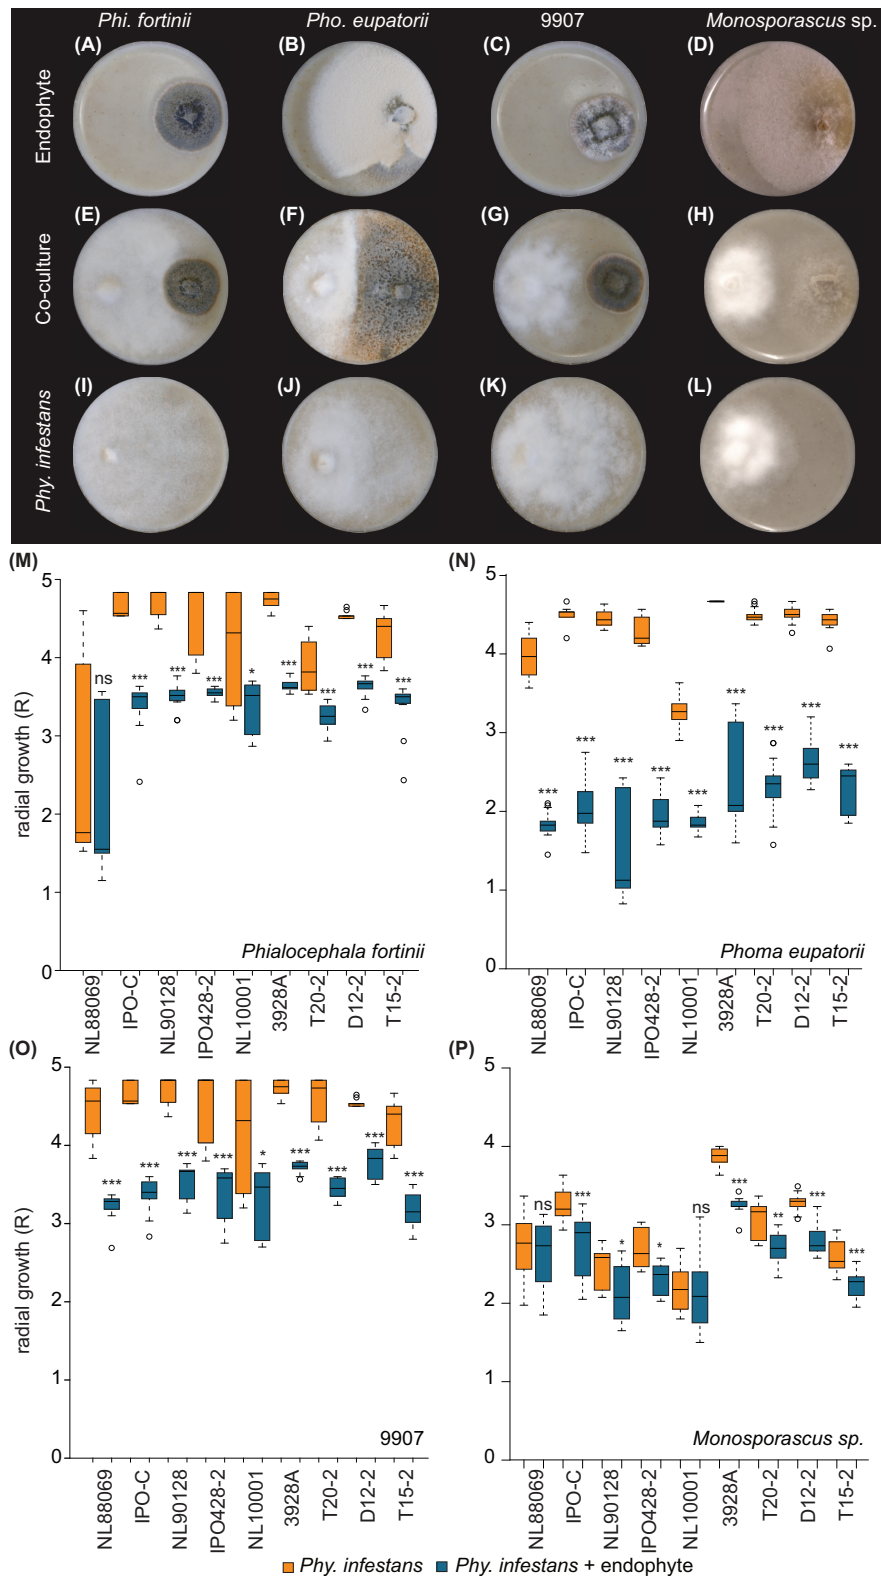 Phi. fortinii Pho. eupatorii 9907 Monosporascus sp.
(A) (B) (C) (D)
Endophyte
(E) (F) (G) (H)
Co-culture
(I) (J) (K) (L)
Phy. infestans
(M)
radial growth (R)
5
4
3
2
1
0
ns *** *** *** * *** *** *** ***
Phialocephala fortinii
NL88069 IPO-C NL90128 IPO428-2 NL10001 3928A T20-2 D12-2 T15-2
(N)
5
4
3
2
1
0
*** *** *** *** *** *** *** *** ***
Phoma eupatorii
NL88069 IPO-C NL90128 IPO428-2 NL10001 3928A T20-2 D12-2 T15-2
(O)
radial growth (R)
5
4
3
2
1
0
*** *** *** *** * *** *** *** ***
9907
NL88069 IPO-C NL90128 IPO428-2 NL10001 3928A T20-2 D12-2 T15-2
(P)
5
4
3
2
1
0
ns *** * * ns *** ** *** ***
Monosporascus sp.
NL88069 IPO-C NL90128 IPO428-2 NL10001 3928A T20-2 D12-2 T15-2
Phy. infestans Phy. infestans + endophyte